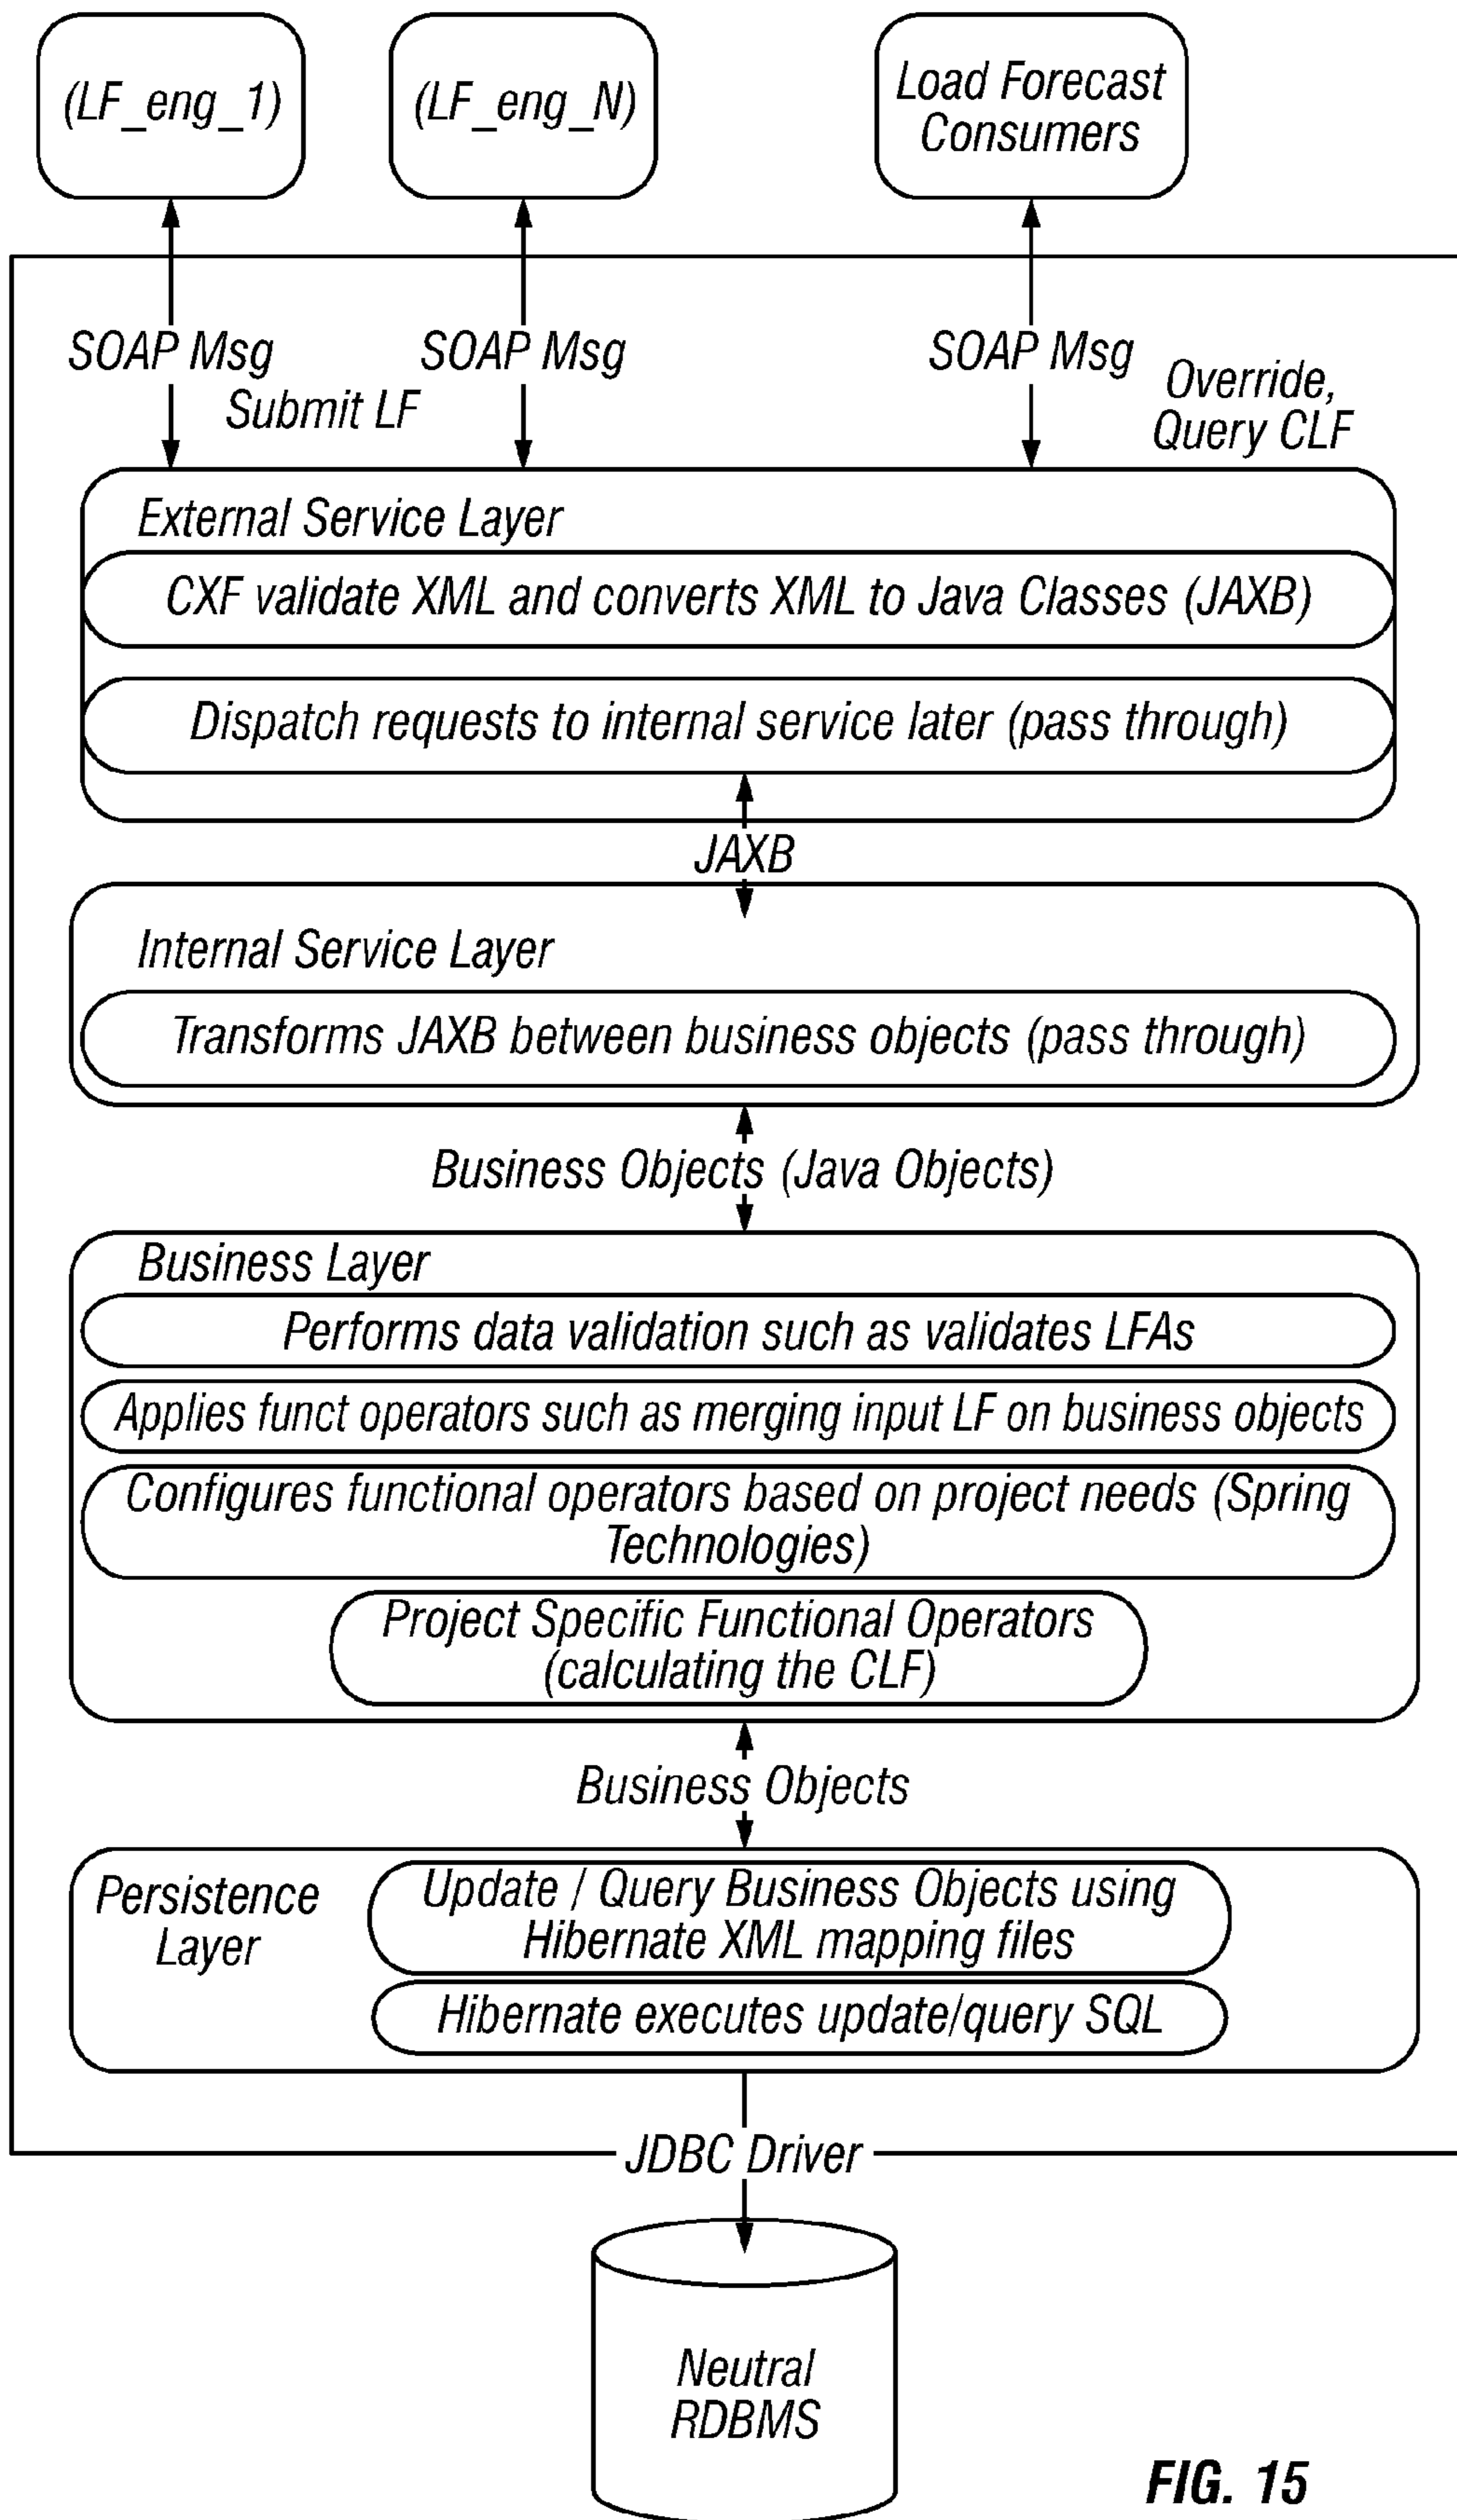 (LF_eng_1)
(LF_eng_N)
Load Forecast
Consumers
SOAP Msg
SOAP Msg
SOAP Msg
Submit LF
Override,
Query CLF
External Service Layer
CXF validate XML and converts XML to Java Classes (JAXB)
Dispatch requests to internal service later (pass through)
JAXB
Internal Service Layer
Transforms JAXB between business objects (pass through)
Business Objects (Java Objects)
Business Layer
Performs data validation such as validates LFAs
Applies funct operators such as merging input LF on business objects
Configures functional operators based on project needs (Spring
Technologies)
Project Specific Functional Operators
(calculating the CLF)
Business Objects
Persistence
Layer
Update / Query Business Objects using
Hibernate XML mapping files
Hibernate executes update/query SQL
JDBC Driver
Neutral
RDBMS
FIG. 15